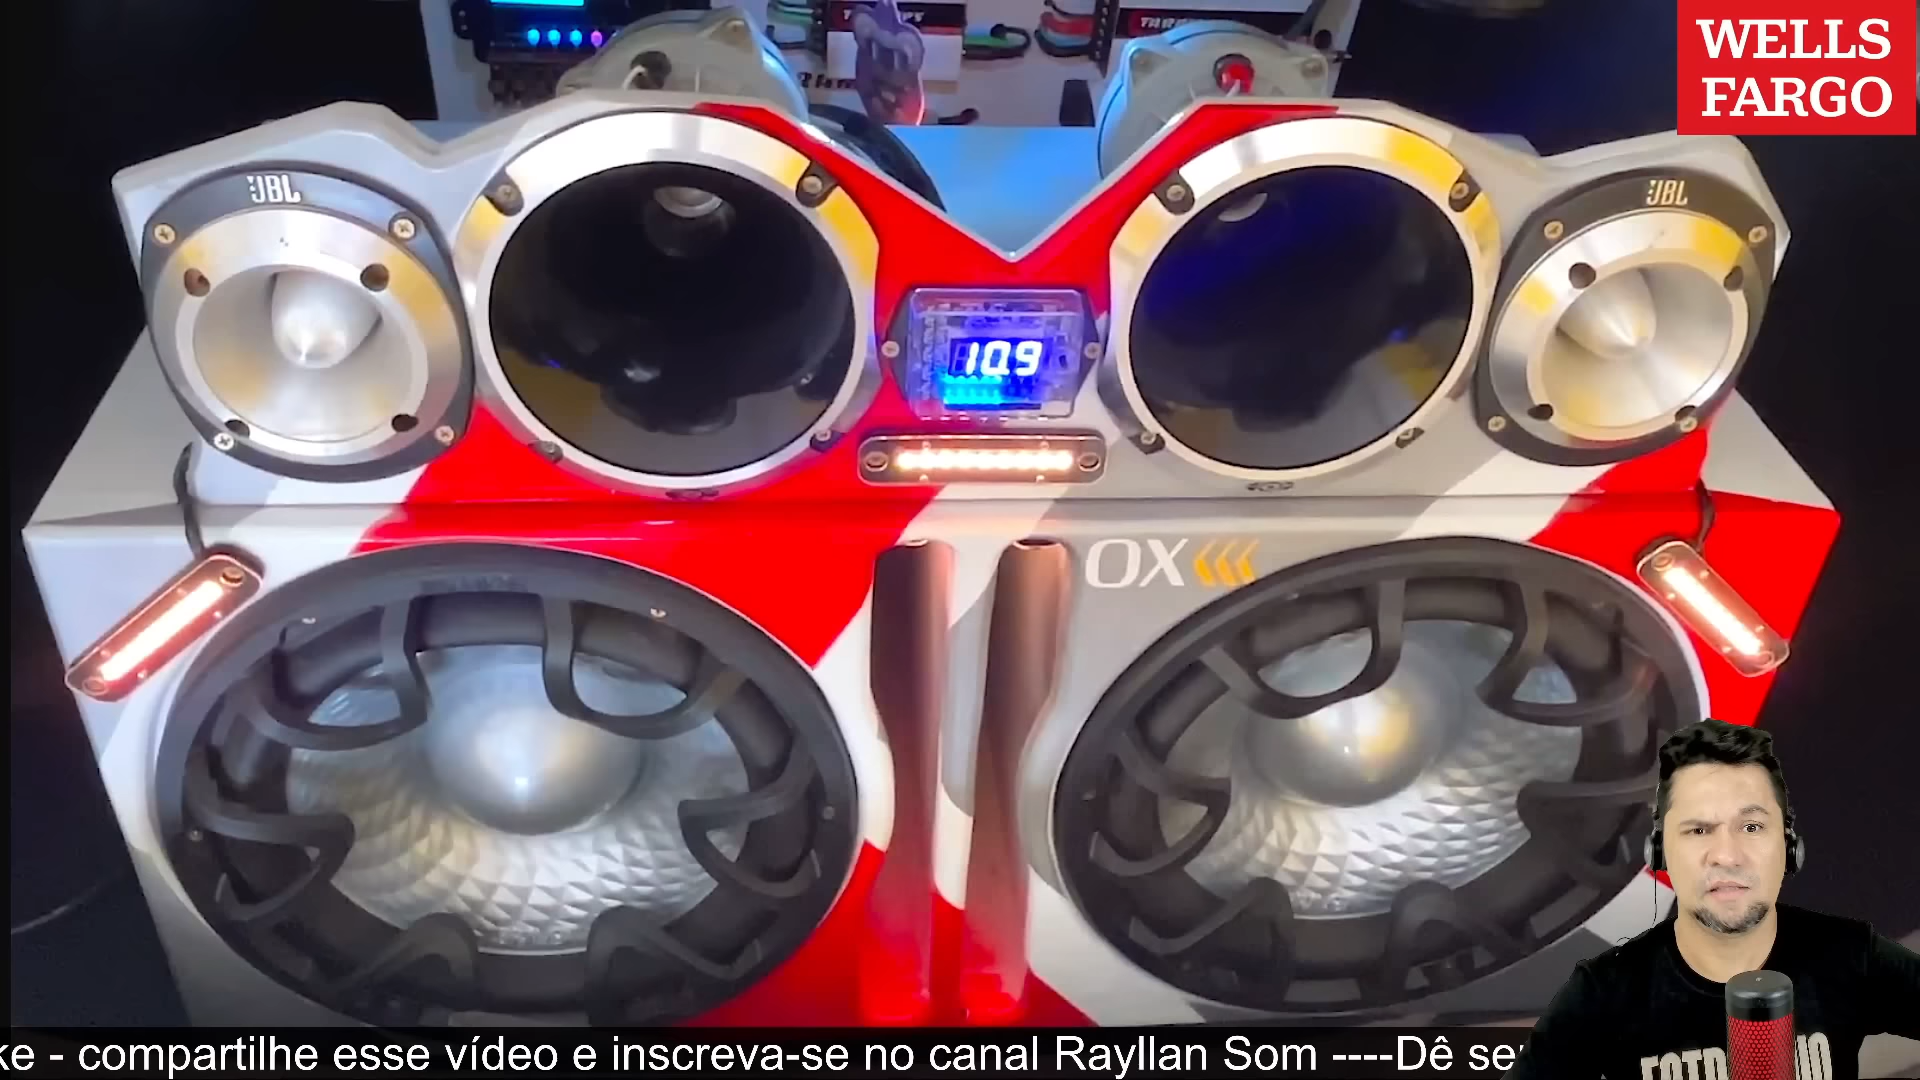 WELLS
FARGO
JBL
JBL
10.9
OX
ke - compartilhe esse vídeo e inscreva-se no canal Rayllan Som ----Dê se